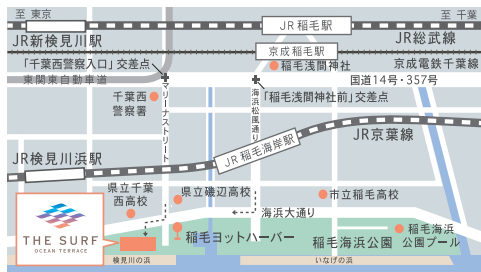 至 東京
至 千葉
JR稲毛駅
JR新検見川駅
JR総武線
京成稲毛駅
「千葉西警察入口」交差点
稲毛浅間神社
京成電鉄千葉線
東関東自動車道
国道14号・357号
千葉西
警察署
マリーナストリート
海浜松風通り
「稲毛浅間神社前」交差点
JR京葉線
JR稲毛海岸駅
JR検見川浜駅
県立千葉
西高校
県立磯辺高校
市立稲毛高校
海浜大通り
THE SURF
OCEAN TERRACE
稲毛ヨットハーバー
稲毛海浜公園
稲毛海浜
公園プール
検見川の浜
いなげの浜